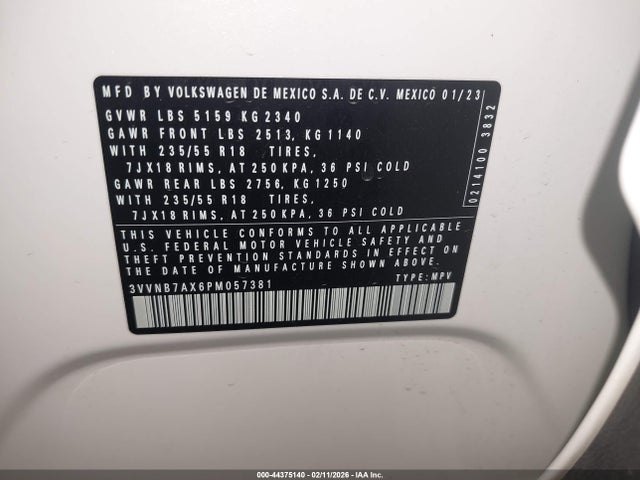 MFD BY VOLKSWAGEN DE MEXICO S.A. DE C.V. MEXICO 01/23
GVWR LBS 5159 KG 2340
GAWR FRONT LBS 2513, KG 1140
WITH 235/55 R18 TIRES,
7JX18 RIMS, AT 250 KPA, 36 PSI COLD
GAWR REAR LBS 2756, KG 1250
WITH 235/55 R18 TIRES,
7JX18 RIMS, AT 250 KPA, 36 PSI COLD
THIS VEHICLE CONFORMS TO ALL APPLICABLE
U.S. FEDERAL MOTOR VEHICLE SAFETY AND
THEFT PREVENTION STANDARDS IN EFFECT ON
THE DATE OF MANUFACTURE SHOWN ABOVE
3VVNB7AX6PM057381 TYPE: MPV
0214100 3832
000-44375140 - 02/11/2026 - IAA Inc.